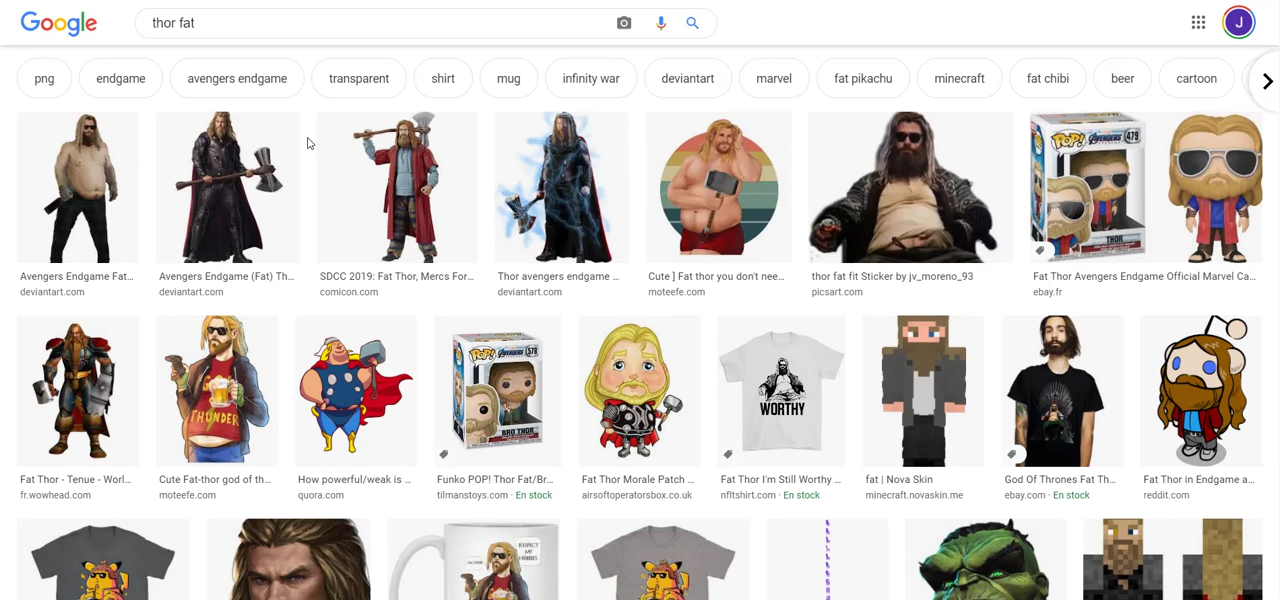 Google
thor fat
J
png
endgame
avengers endgame
transparent
shirt
mug
infinity war
deviantart
marvel
fat pikachu
minecraft
fat chibi
beer
cartoon
POP!
AVENGERS
479
THOR
Avengers Endgame Fat...
deviantart.com
Avengers Endgame (Fat) Th...
deviantart.com
SDCC 2019: Fat Thor, Mercs For...
comicon.com
Thor avengers endgame ...
deviantart.com
Cute ] Fat thor you don't nee...
moteefe.com
thor fat fit Sticker by jv_moreno_93
picsart.com
Fat Thor Avengers Endgame Official Marvel Ca...
ebay.fr
THUNDER
POP!
AVENGERS
578
BRO THOR
WORTHY
Fat Thor - Tenue - Worl...
fr.wowhead.com
Cute Fat-thor god of th...
moteefe.com
How powerful/weak is ...
quora.com
Funko POP! Thor Fat/Br...
tilmanstoys.com · En stock
Fat Thor Morale Patch ...
airsoftoperatorsbox.co.uk
Fat Thor I'm Still Worthy ...
nfltshirt.com · En stock
fat | Nova Skin
minecraft.novaskin.me
God Of Thrones Fat Th...
ebay.com · En stock
Fat Thor in Endgame a...
reddit.com
RESPECT